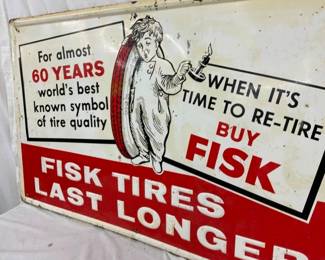 For almost
60 YEARS
world's best
known symbol
of tire quality
WHEN IT'S
TIME TO RE-TIRE
BUY
FISK
FISK TIRES
LAST LONGER